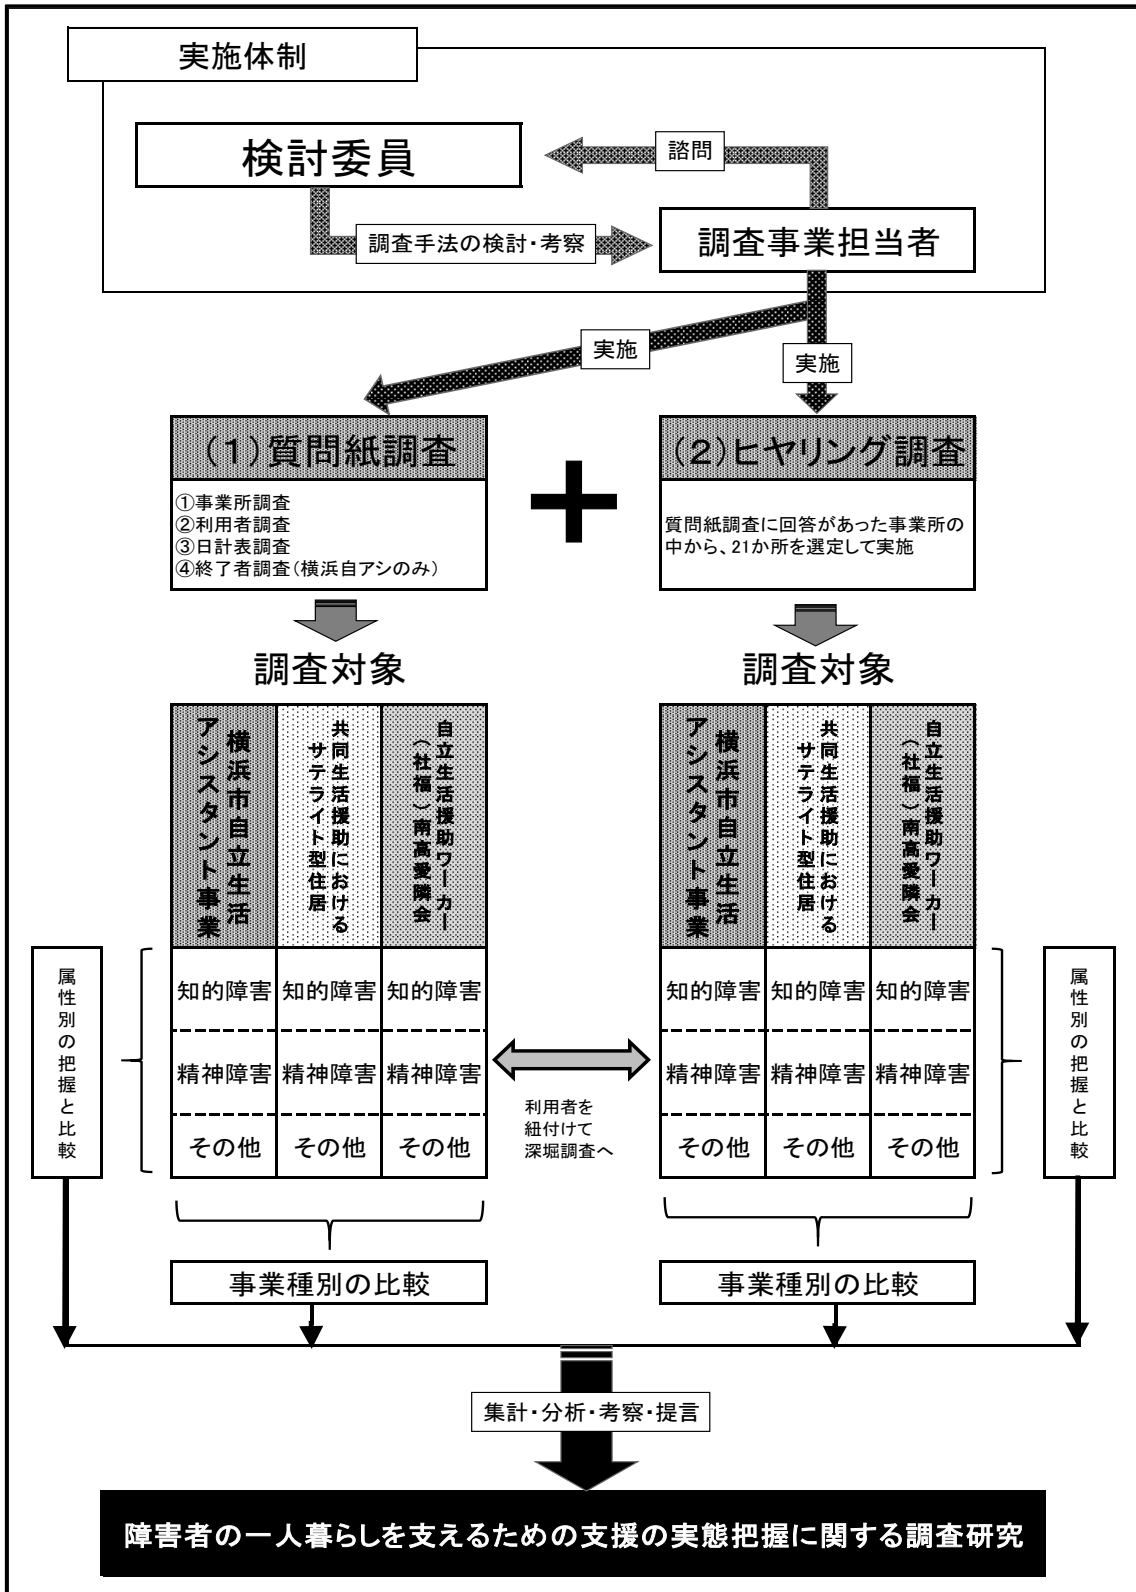 実施体制
検討委員
諮問
調査手法の検討・考察
調査事業担当者
実施
実施
(1)質問紙調査
①事業所調査
②利用者調査
③日計表調査
④終了者調査(横浜自アシのみ)
(2)ヒヤリング調査
質問紙調査に回答があった事業所の
中から、21か所を選定して実施
調査対象
横浜市自立生活
アシスタント事業
共同生活援助における
サテライト型住居
自立生活援助ワーカー
(社福)南高愛隣会
知的障害 知的障害 知的障害
精神障害 精神障害 精神障害
その他 その他 その他
属性別の把握と比較
事業種別の比較
利用者を
紐付けて
深堀調査へ
調査対象
横浜市自立生活
アシスタント事業
共同生活援助における
サテライト型住居
自立生活援助ワーカー
(社福)南高愛隣会
知的障害 知的障害 知的障害
精神障害 精神障害 精神障害
その他 その他 その他
属性別の把握と比較
事業種別の比較
集計・分析・考察・提言
障害者の一人暮らしを支えるための支援の実態把握に関する調査研究